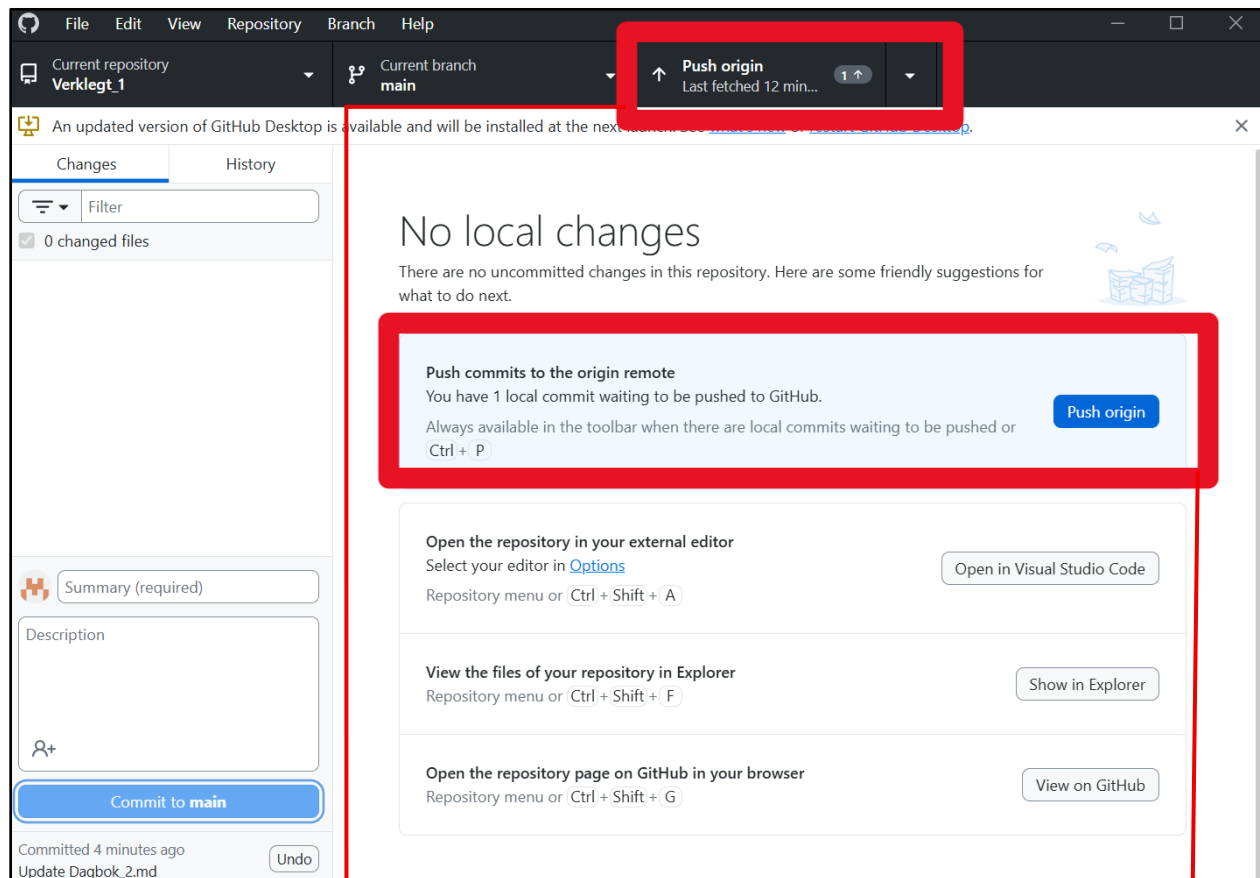 File Edit View Repository Branch Help
Current repository
Verklegt_1
Current branch
main
Push origin
Last fetched 12 min...
1
An updated version of GitHub Desktop is available and will be installed at the next launch. See what's new or restart GitHub Desktop.
Changes
History
Filter
0 changed files
No local changes
There are no uncommitted changes in this repository. Here are some friendly suggestions for
what to do next.
Push commits to the origin remote
You have 1 local commit waiting to be pushed to GitHub.
Always available in the toolbar when there are local commits waiting to be pushed or
Ctrl + P
Push origin
Open the repository in your external editor
Select your editor in Options
Repository menu or Ctrl + Shift + A
Open in Visual Studio Code
View the files of your repository in Explorer
Repository menu or Ctrl + Shift + F
Show in Explorer
Open the repository page on GitHub in your browser
Repository menu or Ctrl + Shift + G
View on GitHub
Summary (required)
Description
Commit to main
Committed 4 minutes ago
Update Dagbok_2.md
Undo